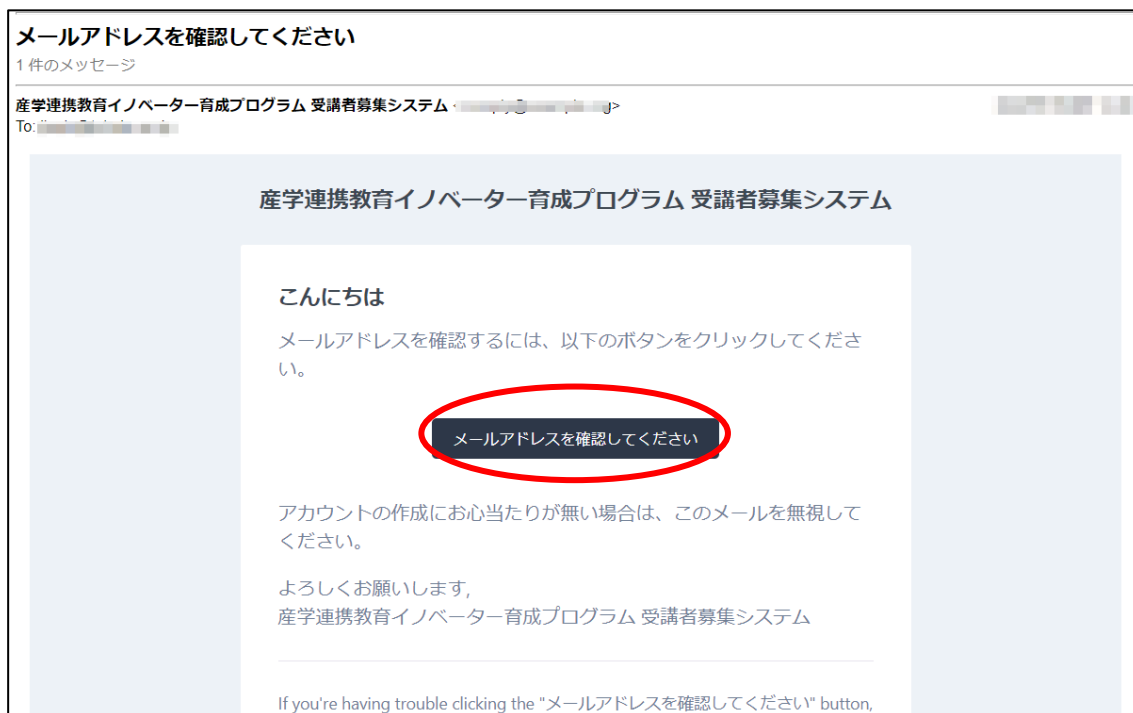 メールアドレスを確認してください
1 件のメッセージ
産学連携教育イノベーター育成プログラム 受講者募集システム
To:
産学連携教育イノベーター育成プログラム 受講者募集システム
こんにちは
メールアドレスを確認するには、以下のボタンをクリックしてくださ
い。
メールアドレスを確認してください
アカウントの作成にお心当たりが無い場合は、このメールを無視して
ください。
よろしくお願いします,
産学連携教育イノベーター育成プログラム 受講者募集システム
If you're having trouble clicking the "メールアドレスを確認してください" button,